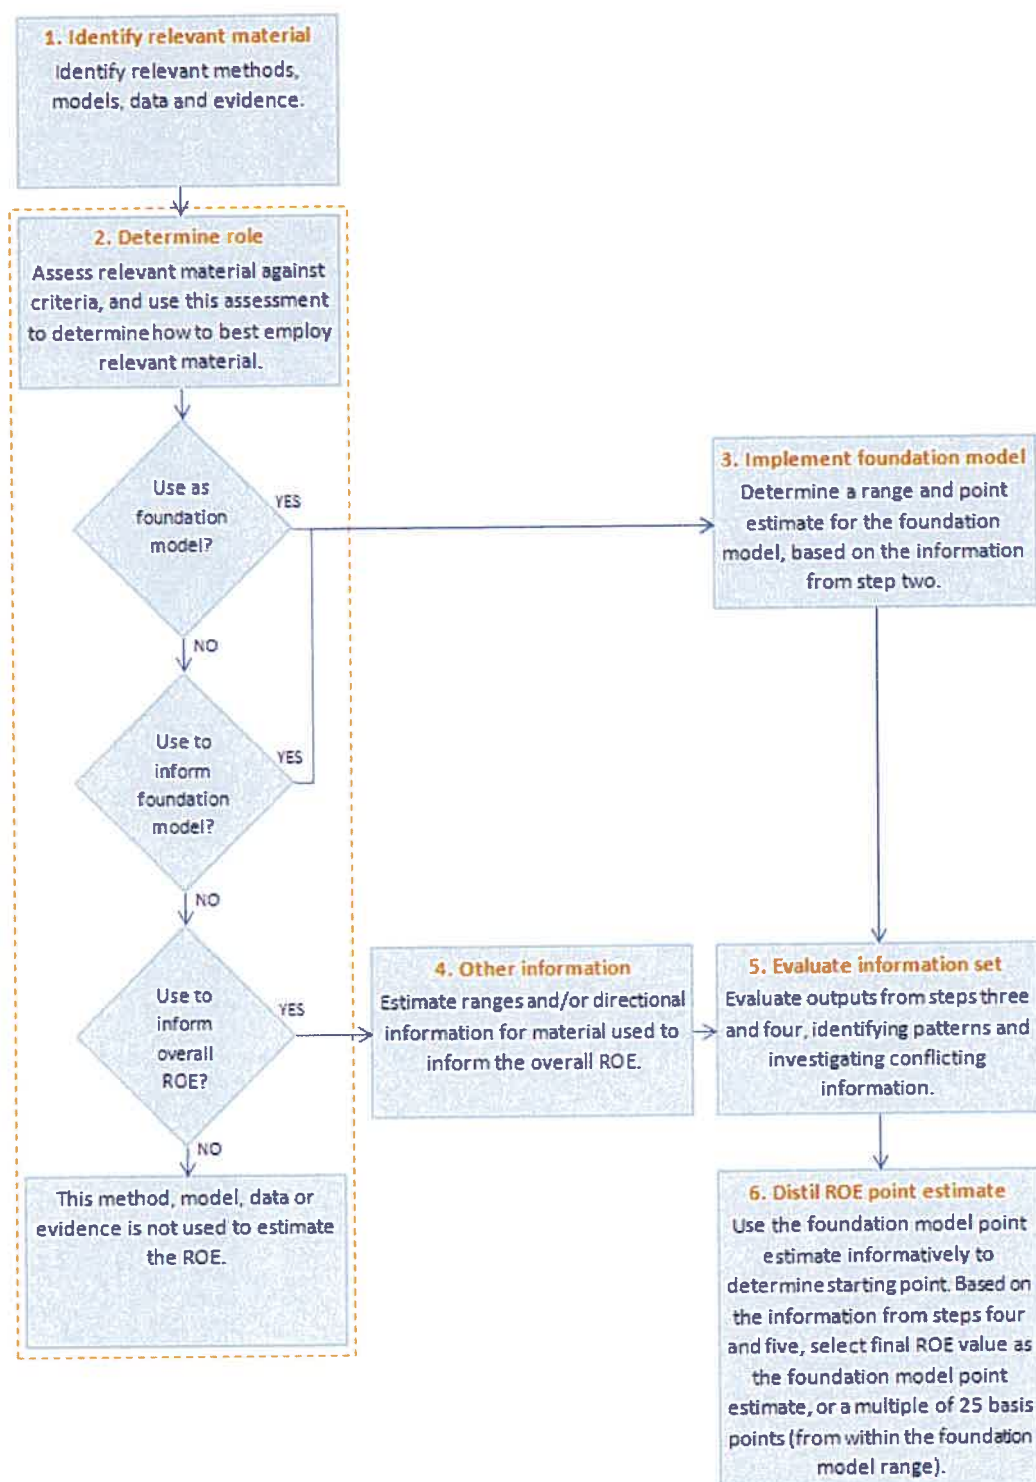 1. Identify relevant material
Identify relevant methods,
models, data and evidence.
2. Determine role
Assess relevant material against
criteria, and use this assessment
to determine how to best employ
relevant material.
Use as
foundation
model?
YES
NO
3. Implement foundation model
Determine a range and point
estimate for the foundation
model, based on the information
from step two.
Use to
inform
foundation
model?
YES
NO
Use to
inform
overall
ROE?
YES
NO
4. Other information
Estimate ranges and/or directional
information for material used to
inform the overall ROE.
5. Evaluate information set
Evaluate outputs from steps three
and four, identifying patterns and
investigating conflicting
information.
This method, model, data or
evidence is not used to estimate
the ROE.
6. Distil ROE point estimate
Use the foundation model point
estimate informatively to
determine starting point. Based on
the information from steps four
and five, select final ROE value as
the foundation model point
estimate, or a multiple of 25 basis
points (from within the foundation
model range).